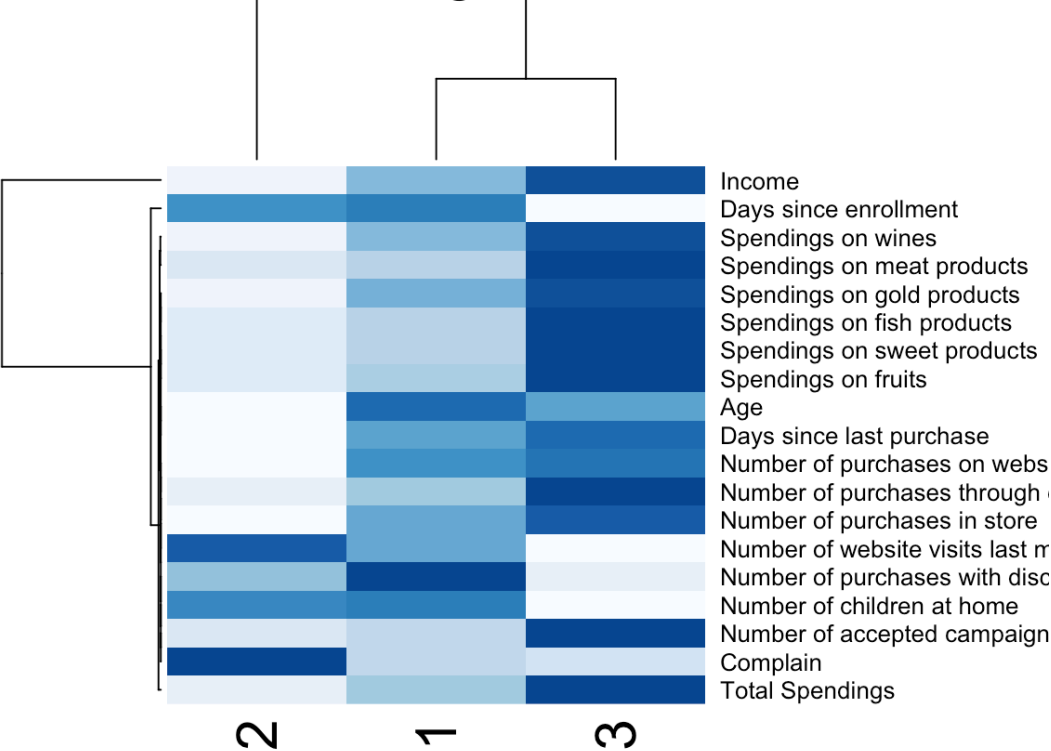 Income
Days since enrollment
Spendings on wines
Spendings on meat products
Spendings on gold products
Spendings on fish products
Spendings on sweet products
Spendings on fruits
Age
Days since last purchase
Number of purchases on webs
Number of purchases through
Number of purchases in store
Number of website visits last m
Number of purchases with disc
Number of children at home
Number of accepted campaign
Complain
Total Spendings
2 1 3